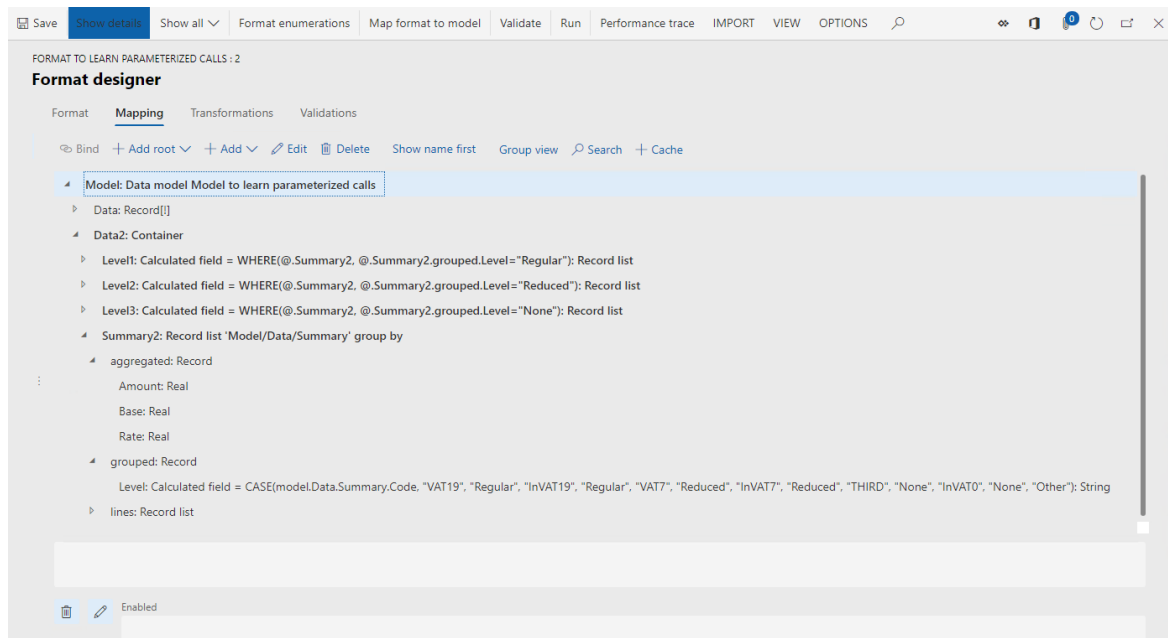 Save Show details Show all Format enumerations Map format to model Validate Run Performance trace IMPORT VIEW OPTIONS 0
FORMAT TO LEARN PARAMETERIZED CALLS : 2
Format designer
Format Mapping Transformations Validations
Bind Add root Add Edit Delete Show name first Group view Search Cache
Model: Data model Model to learn parameterized calls
Data: Record[!]
Data2: Container
Level1: Calculated field = WHERE(@.Summary2, @.Summary2.grouped.Level="Regular"): Record list
Level2: Calculated field = WHERE(@.Summary2, @.Summary2.grouped.Level="Reduced"): Record list
Level3: Calculated field = WHERE(@.Summary2, @.Summary2.grouped.Level="None"): Record list
Summary2: Record list 'Model/Data/Summary' group by
aggregated: Record
Amount: Real
Base: Real
Rate: Real
grouped: Record
Level: Calculated field = CASE(model.Data.Summary.Code, "VAT19", "Regular", "InVAT19", "Regular", "VAT7", "Reduced", "InVAT7", "Reduced", "THIRD", "None", "InVAT0", "None", "Other"): String
lines: Record list
Enabled